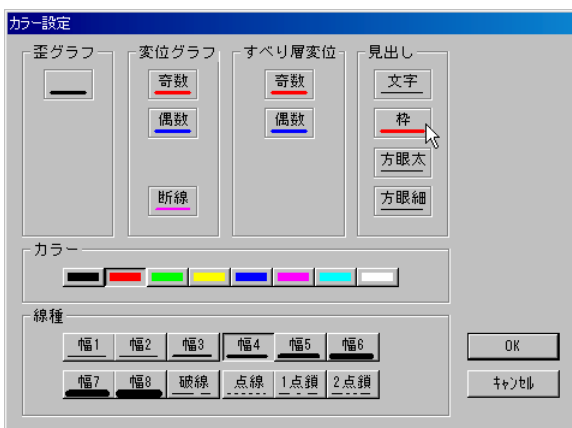 カラー設定
歪グラフ 変位グラフ すべり層変位 見出し
奇数 奇数 文字
偶数 偶数 枠
方眼太
断線 方眼細
カラー
線種
幅1 幅2 幅3 幅4 幅5 幅6
幅7 幅8 破線 点線 1点鎖 2点鎖
OK
キャンセル